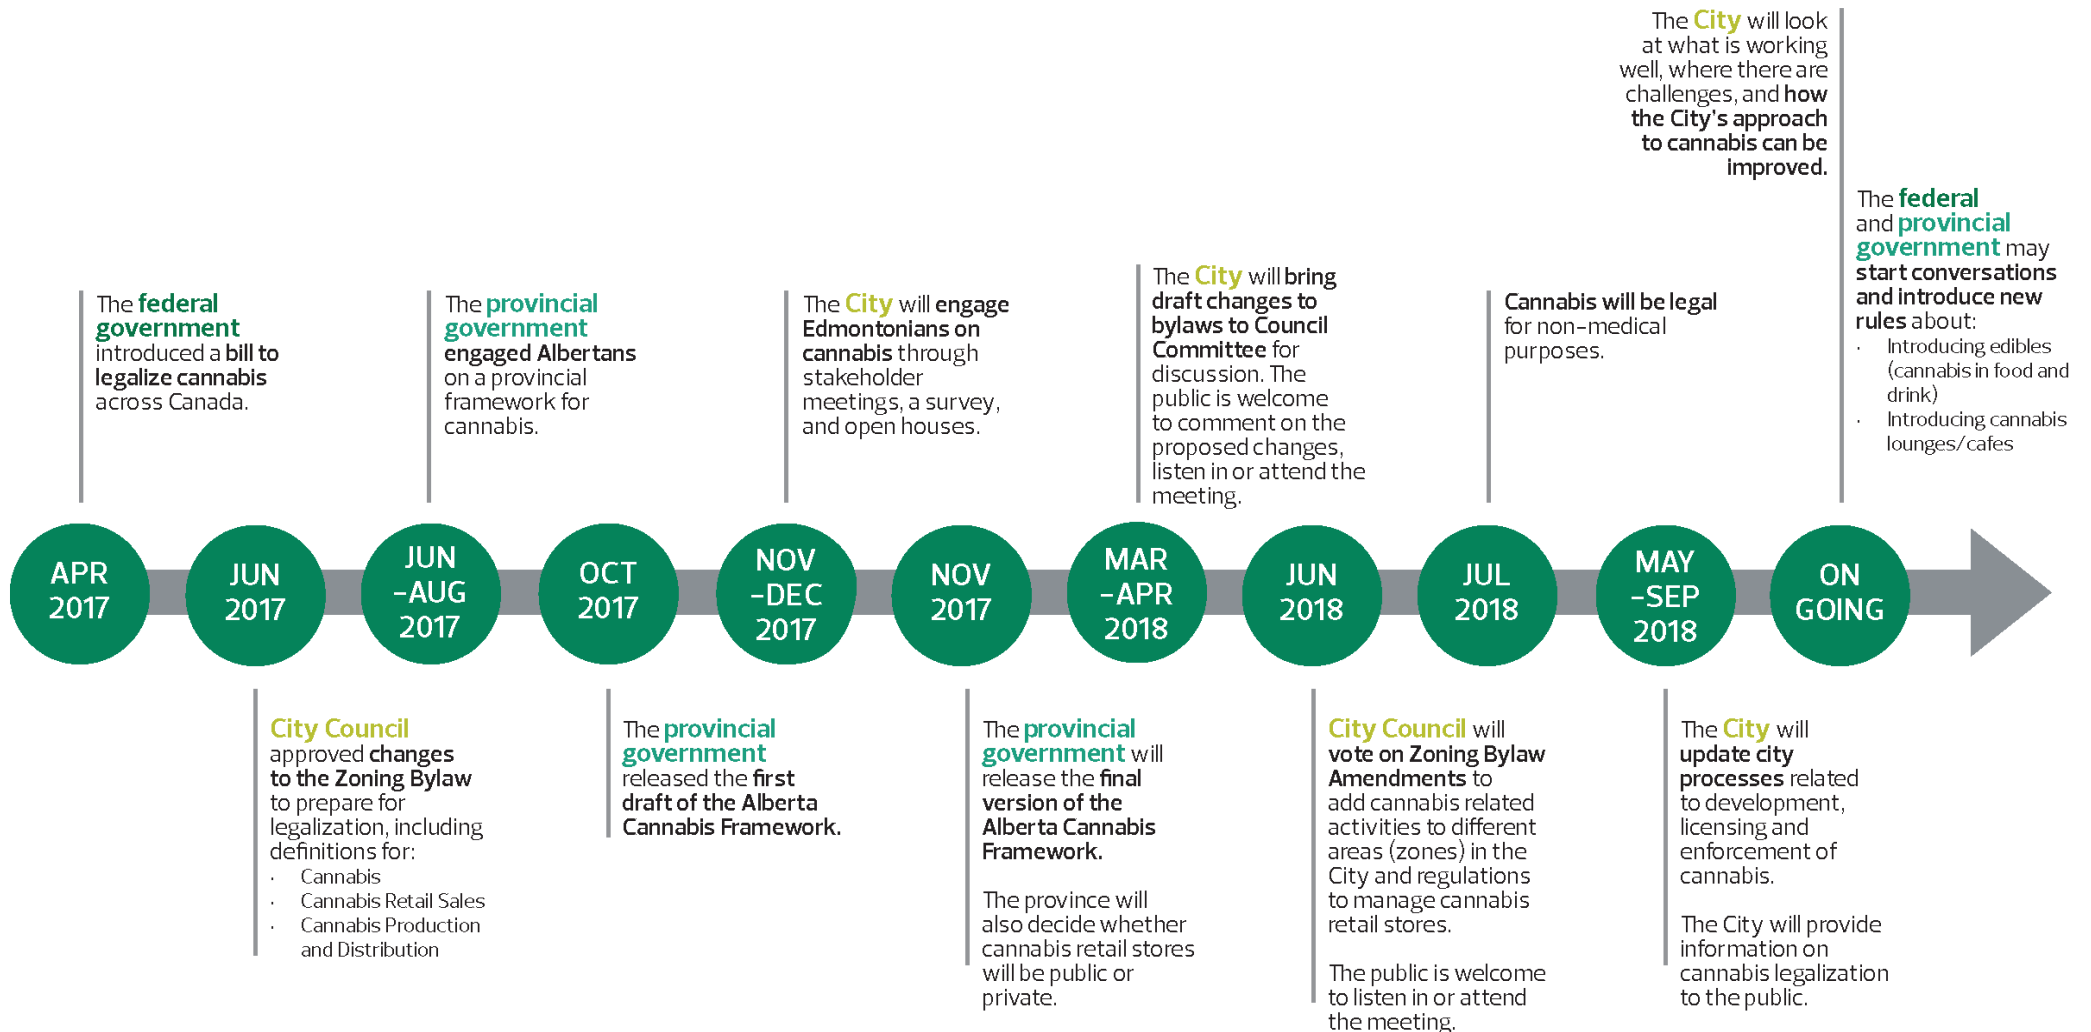 The City will look
at what is working
well, where there are
challenges, and how
the City's approach
to cannabis can be
improved.
The federal
and provincial
government may
start conversations
and introduce new
rules about:
· Introducing edibles
(cannabis in food and
drink)
· Introducing cannabis
lounges/cafes
The federal
government
introduced a bill to
legalize cannabis
across Canada.
The provincial
government
engaged Albertans
on a provincial
framework for
cannabis.
The City will engage
Edmontonians on
cannabis through
stakeholder
meetings, a survey,
and open houses.
The City will bring
draft changes to
bylaws to Council
Committee for
discussion. The
public is welcome
to comment on the
proposed changes,
listen in or attend the
meeting.
Cannabis will be legal
for non-medical
purposes.
APR
2017
JUN
2017
JUN
-AUG
2017
OCT
2017
NOV
-DEC
2017
NOV
2017
MAR
-APR
2018
JUN
2018
JUL
2018
MAY
-SEP
2018
ON
GOING
City Council
approved changes
to the Zoning Bylaw
to prepare for
legalization, including
definitions for:
· Cannabis
· Cannabis Retail Sales
· Cannabis Production
and Distribution
The provincial
government
released the first
draft of the Alberta
Cannabis Framework.
The provincial
government will
release the final
version of the
Alberta Cannabis
Framework.
The province will
also decide whether
cannabis retail stores
will be public or
private.
City Council will
vote on Zoning Bylaw
Amendments to
add cannabis related
activities to different
areas (zones) in the
City and regulations
to manage cannabis
retail stores.
The public is welcome
to listen in or attend
the meeting.
The City will
update city
processes related
to development,
licensing and
enforcement of
cannabis.
The City will provide
information on
cannabis legalization
to the public.